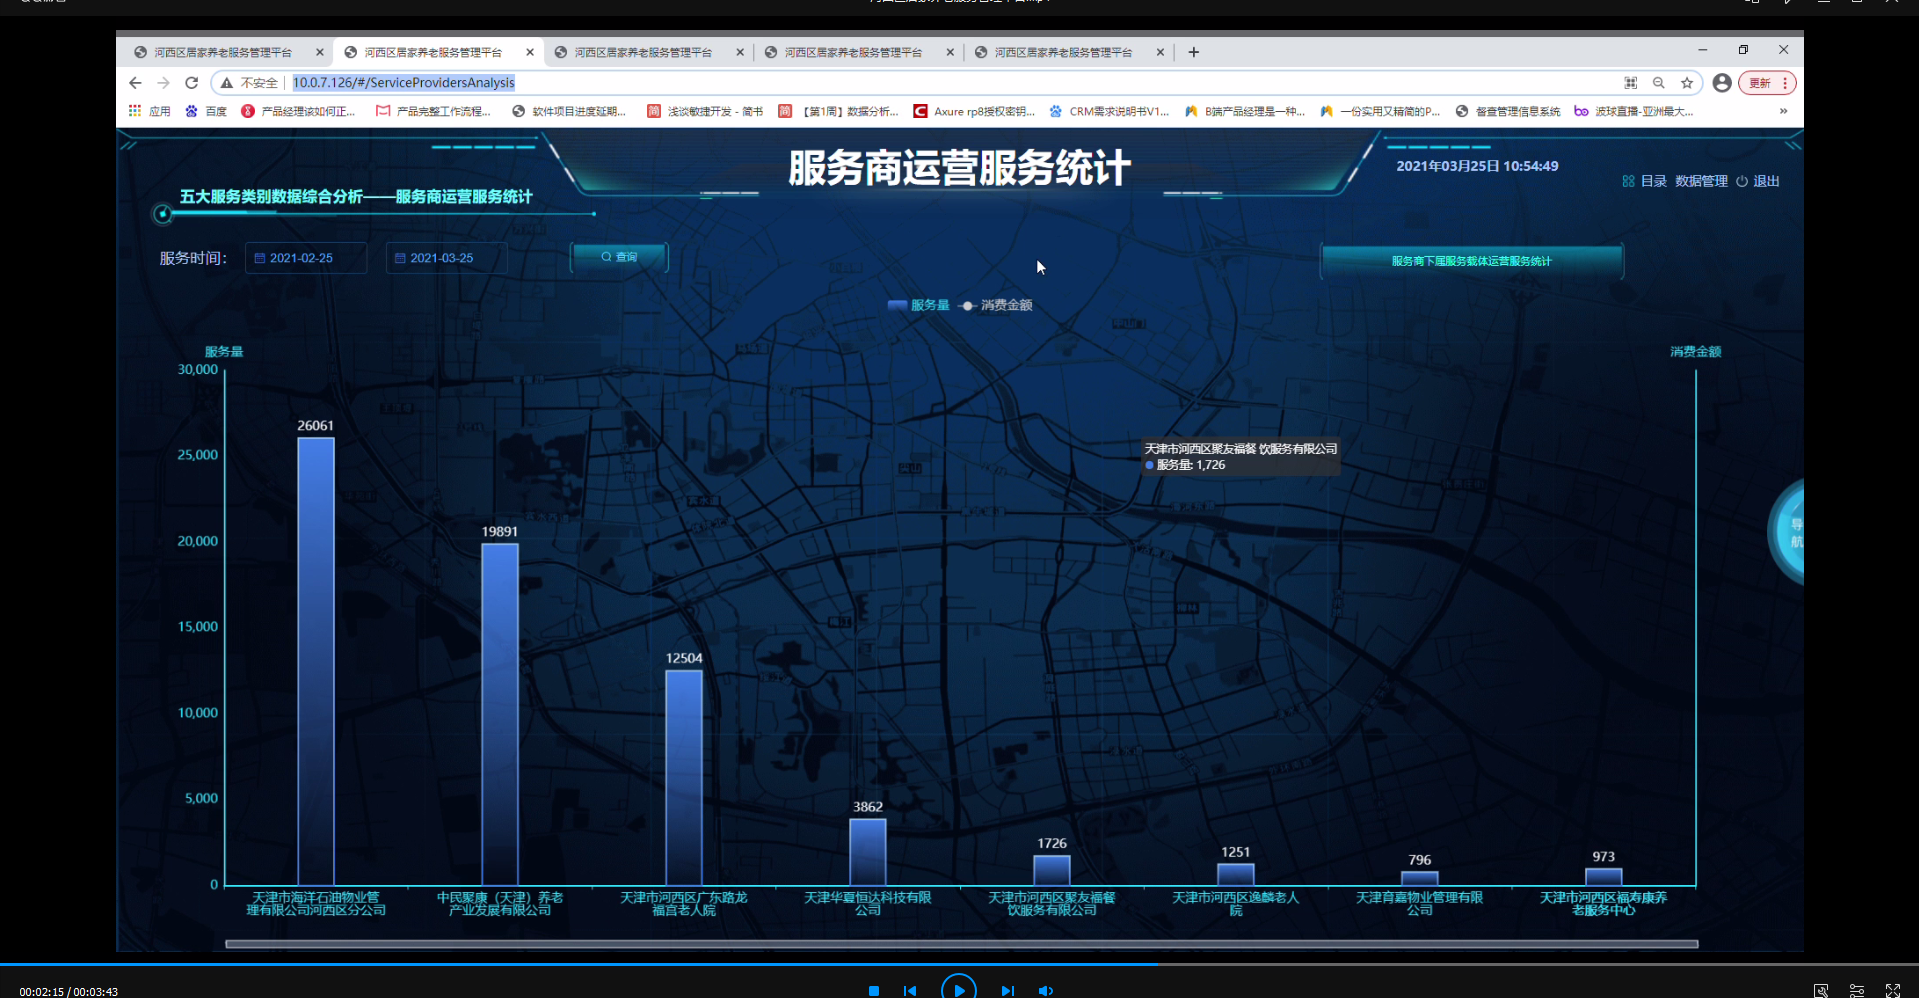 河西区居家养老服务管理平台 河西区居家养老服务管理平台 河西区居家养老服务管理平台 河西区居家养老服务管理平台 河西区居家养老服务管理平台
不安全 10.0.7.126/#/ServiceProvidersAnalysis 更新
应用 百度 产品经理该如何正... 产品完整工作流程... 软件项目进度延期... 浅谈敏捷开发 - 简书 【第1周】数据分析... Axure rp8授权密钥... CRM需求说明书V1... B端产品经理是一种... 一份实用又精简的P... 督查管理信息系统 波球直播-亚洲最大... »
服务商运营服务统计
2021年03月25日 10:54:49
目录 数据管理 退出
五大服务类别数据综合分析——服务商运营服务统计
服务时间： 2021-02-25 2021-03-25 查询
服务商下属服务载体运营服务统计
服务量 消费金额
服务量
消费金额
30,000
25,000
20,000
15,000
10,000
5,000
0
26061
19891
12504
3862
1726
1251
796
973
天津市河西区聚友福餐 饮服务有限公司
服务量: 1,726
导
航
天津市海洋石油物业管
理有限公司河西区分公司
中民聚康（天津）养老
产业发展有限公司
天津市河西区广东路龙
福宫老人院
天津华夏恒达科技有限
公司
天津市河西区聚友福餐
饮服务有限公司
天津市河西区逸麟老人
院
天津育嘉物业管理有限
公司
天津市河西区福寿康养
老服务中心
00:02:15 / 00:03:43